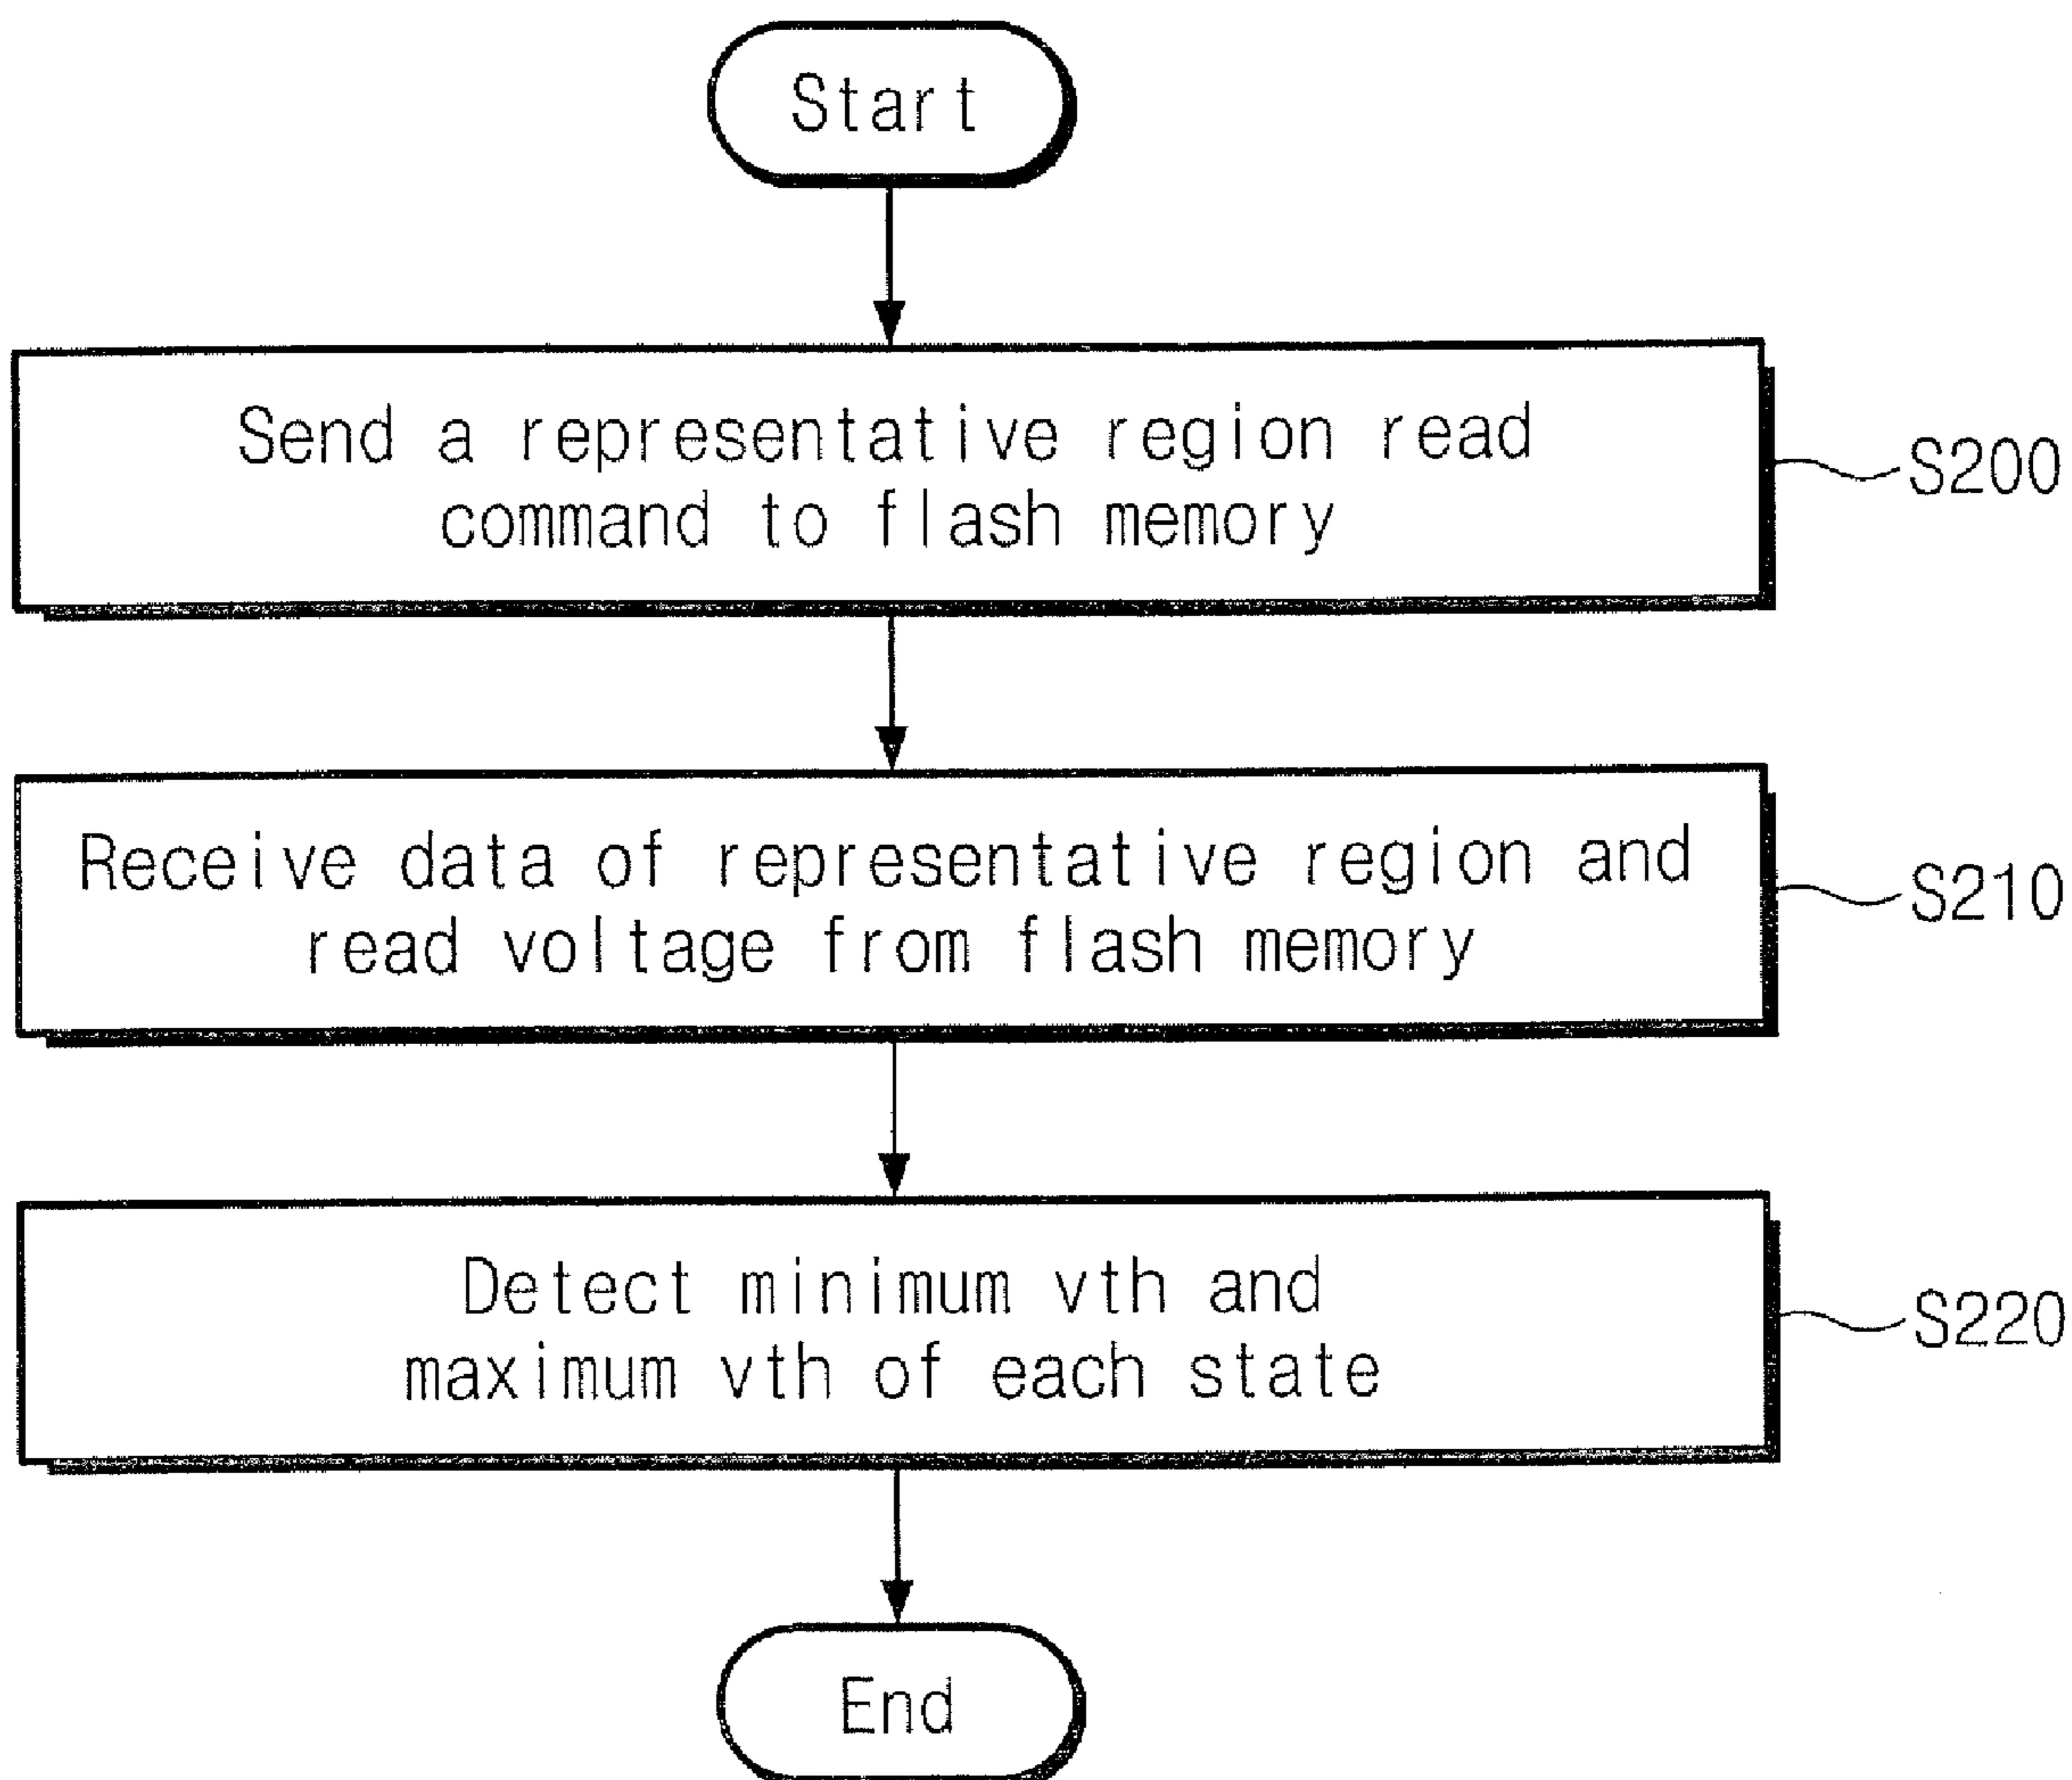 Start
Send a representative region read
command to flash memory
S200
Receive data of representative region and
read voltage from flash memory
S210
Detect minimum vth and
maximum vth of each state
S220
End